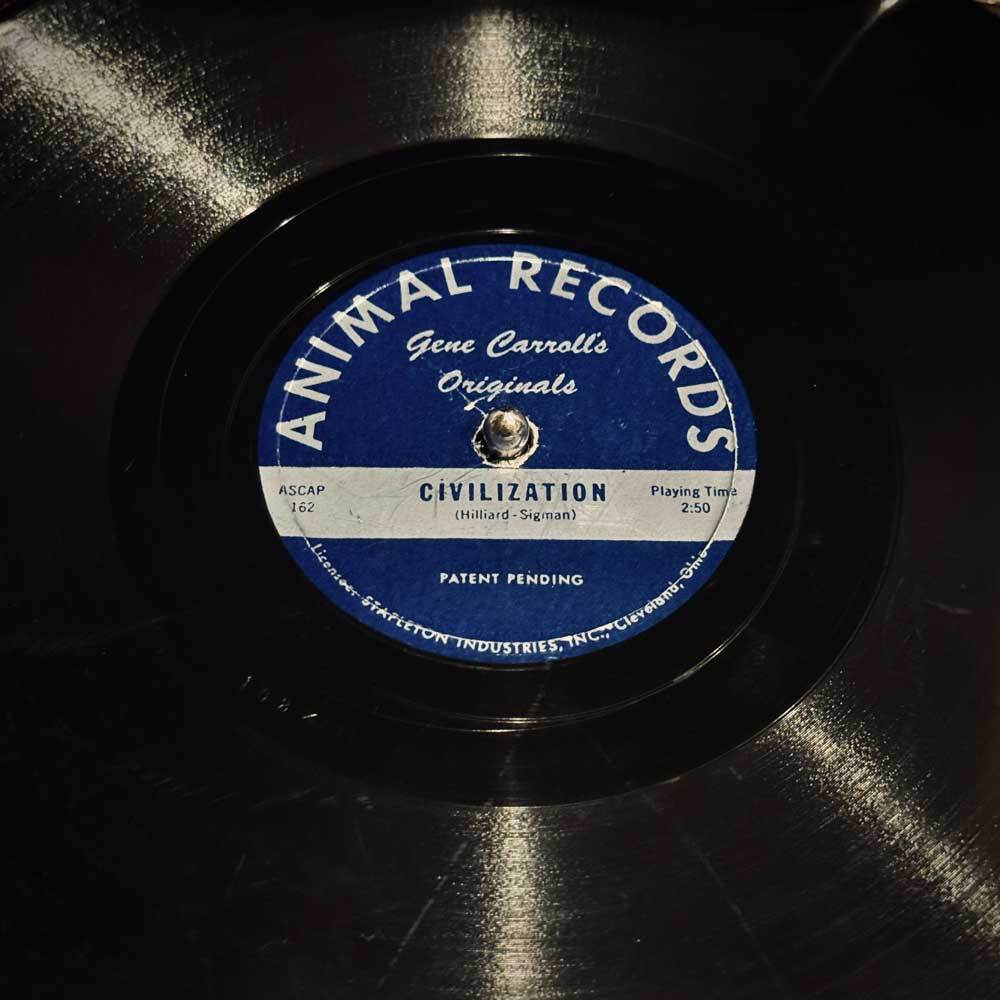 ANIMAL RECORDS
Gene Carroll's
Originals
ASCAP
162
CIVILIZATION
(Hilliard-Sigman)
Playing Time
2:50
PATENT PENDING
Licensee, STAPLETON INDUSTRIES, INC., Cleveland, Ohio